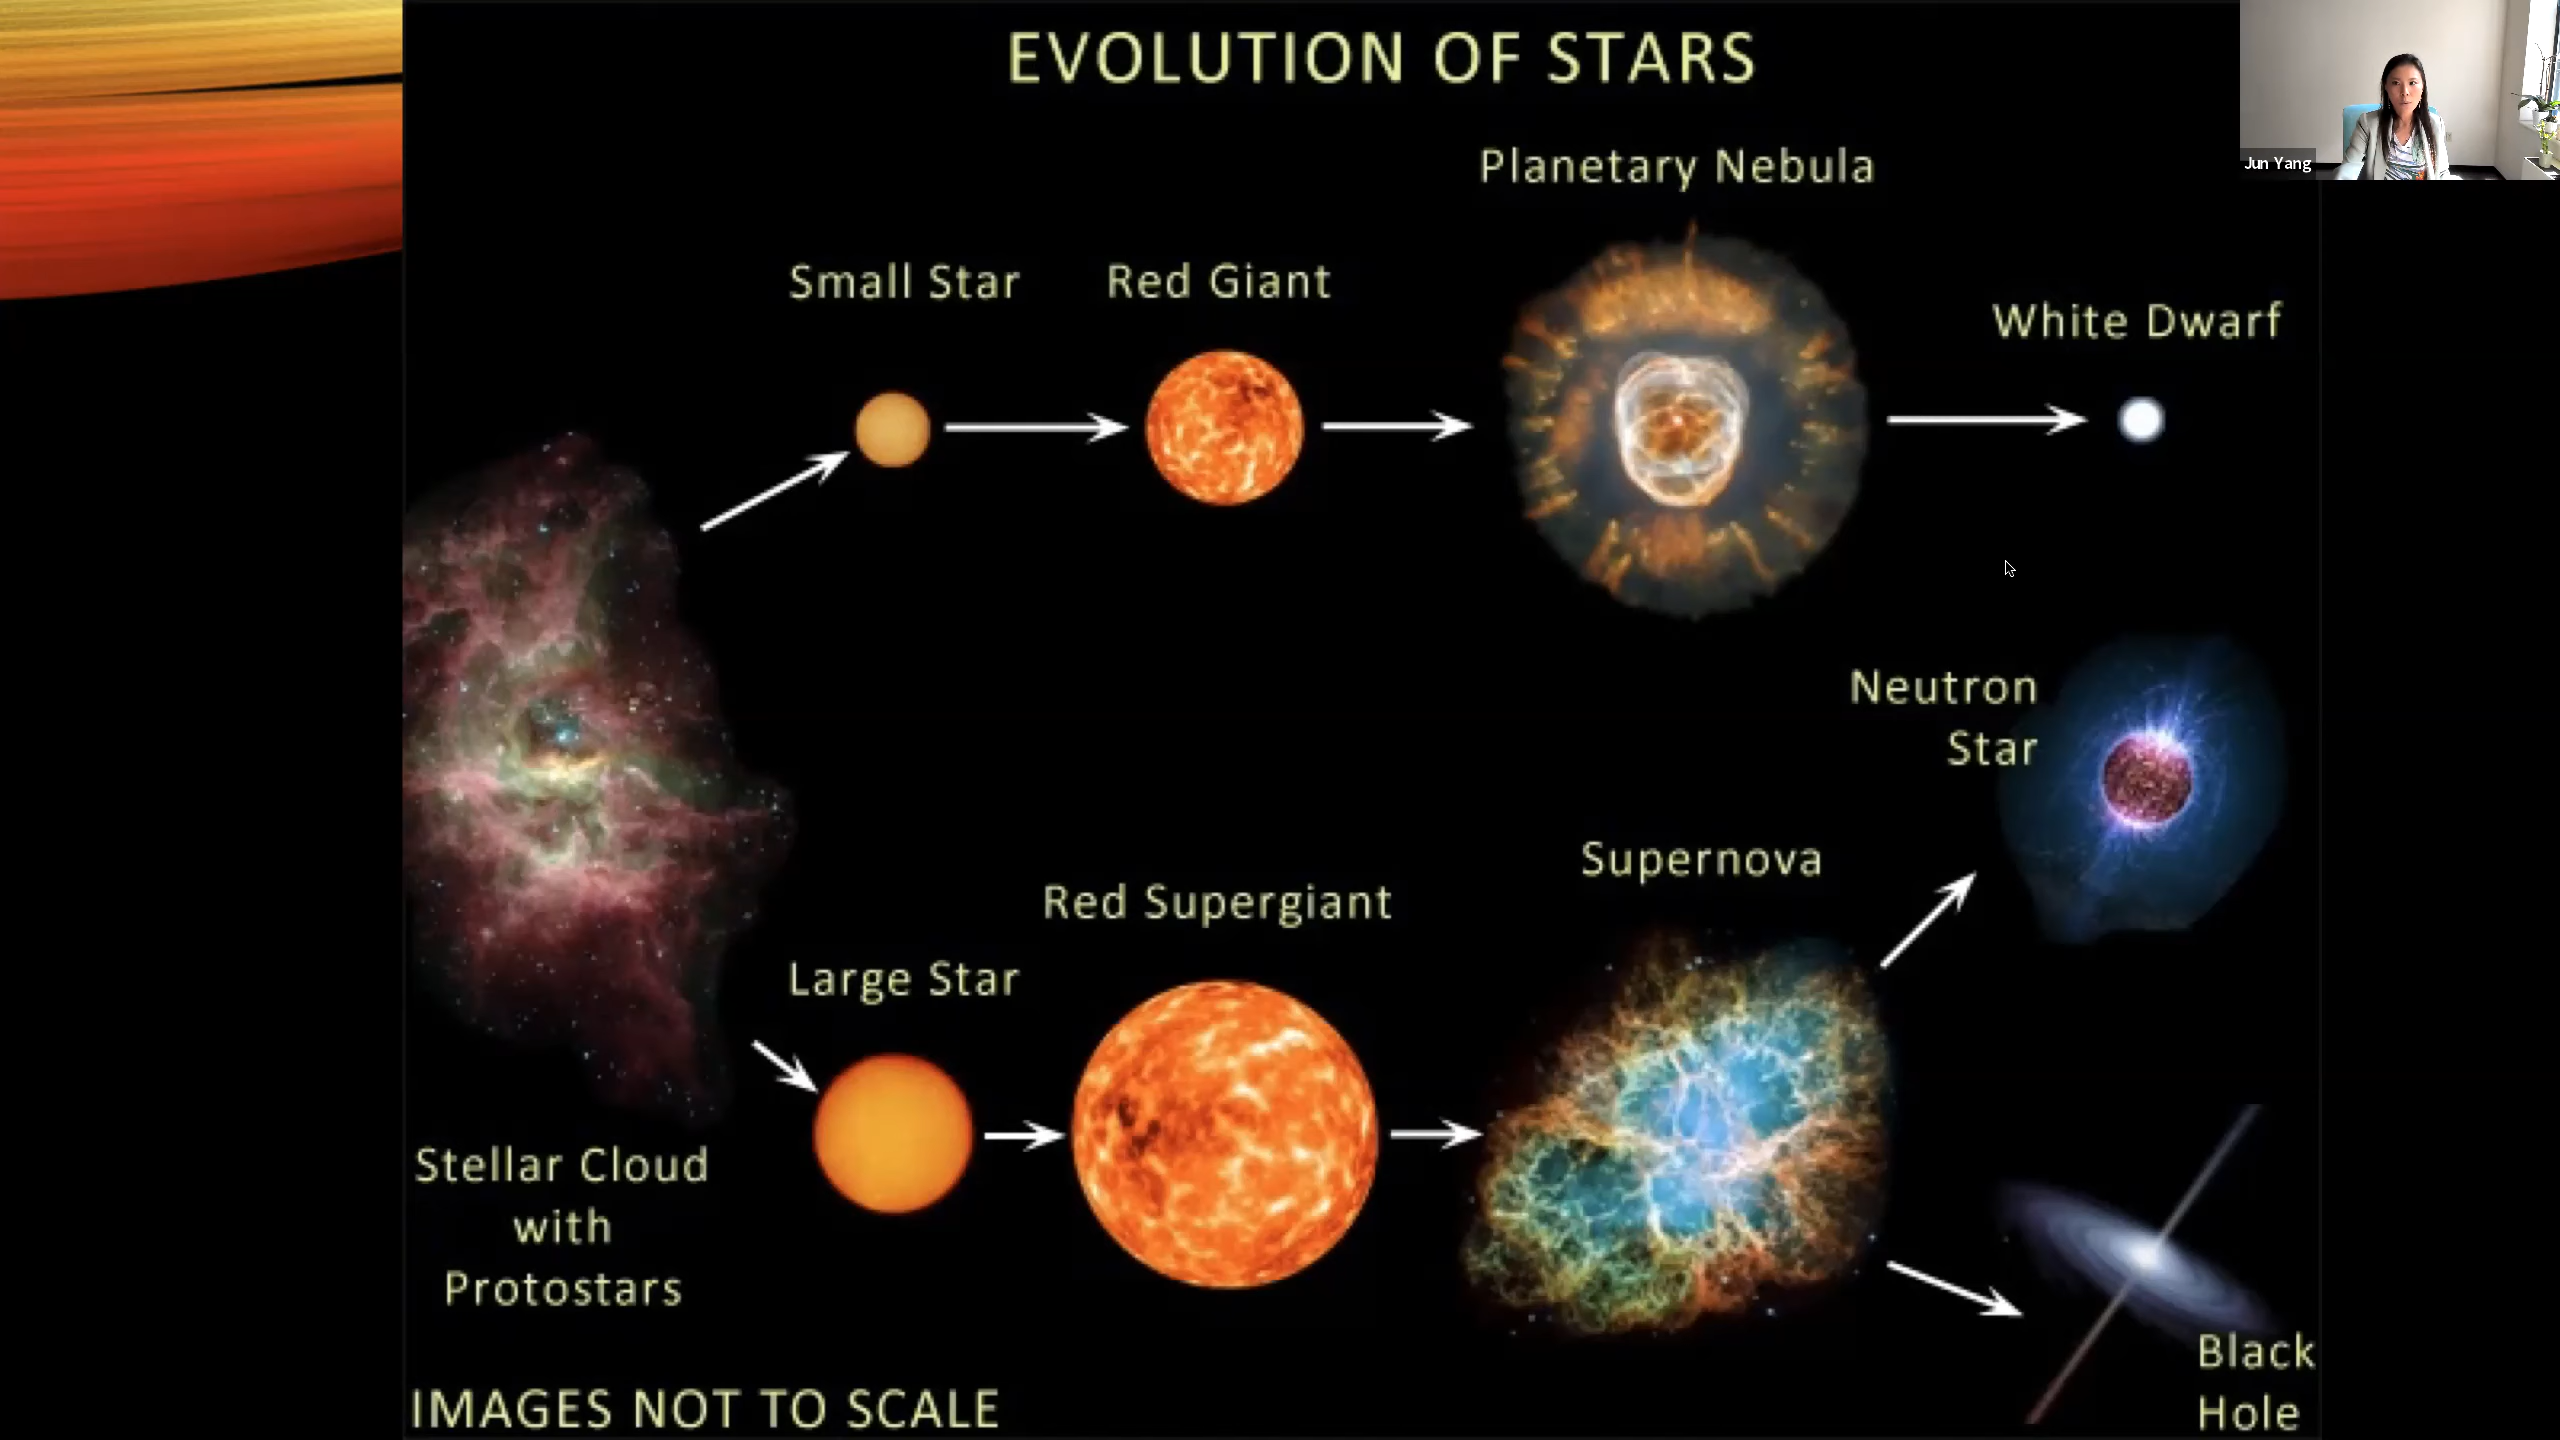 EVOLUTION OF STARS
Jun Yang
Planetary Nebula
Small Star
Red Giant
White Dwarf
Neutron
Star
Supernova
Red Supergiant
Large Star
Stellar Cloud
with
Protostars
Black
Hole
IMAGES NOT TO SCALE